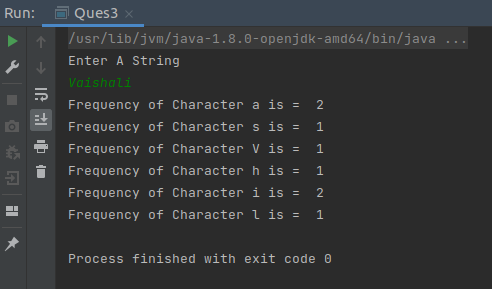 Run: Ques3
/usr/lib/jvm/java-1.8.0-openjdk-amd64/bin/java ...
Enter A String
Vaishali
Frequency of Character a is =  2
Frequency of Character s is =  1
Frequency of Character V is =  1
Frequency of Character h is =  1
Frequency of Character i is =  2
Frequency of Character l is =  1
Process finished with exit code 0